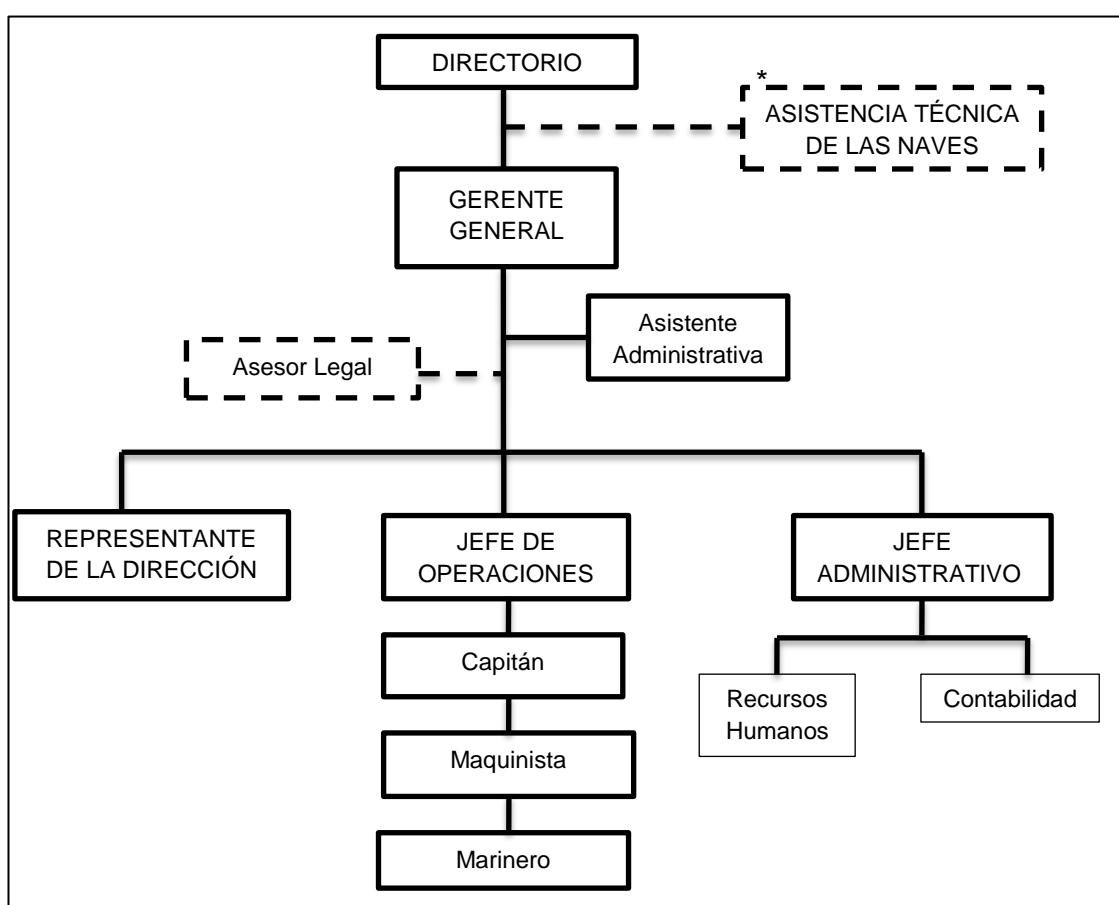 DIRECTORIO
*
ASISTENCIA TÉCNICA
DE LAS NAVES
GERENTE
GENERAL
Asistente
Administrativa
Asesor Legal
REPRESENTANTE
DE LA DIRECCIÓN
JEFE DE
OPERACIONES
JEFE
ADMINISTRATIVO
Capitán
Recursos
Humanos
Contabilidad
Maquinista
Marinero